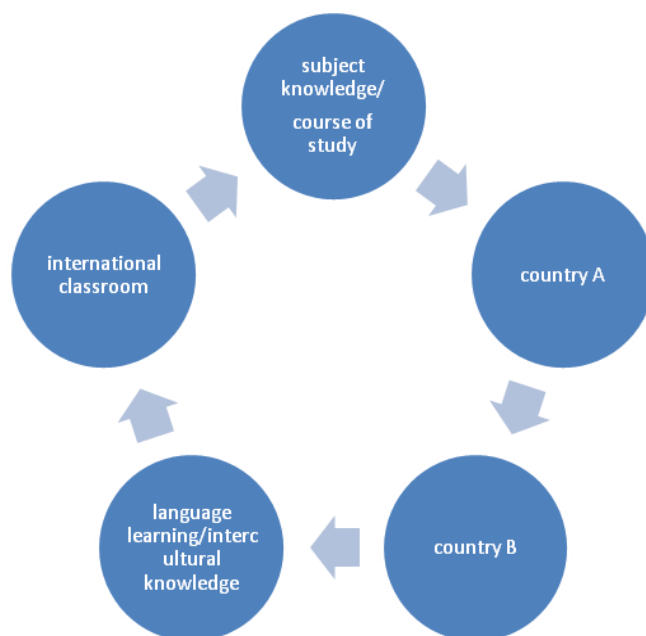 subject
knowledge/
course of
study
country A
country B
language
learning/interc
ultural
knowledge
international
classroom